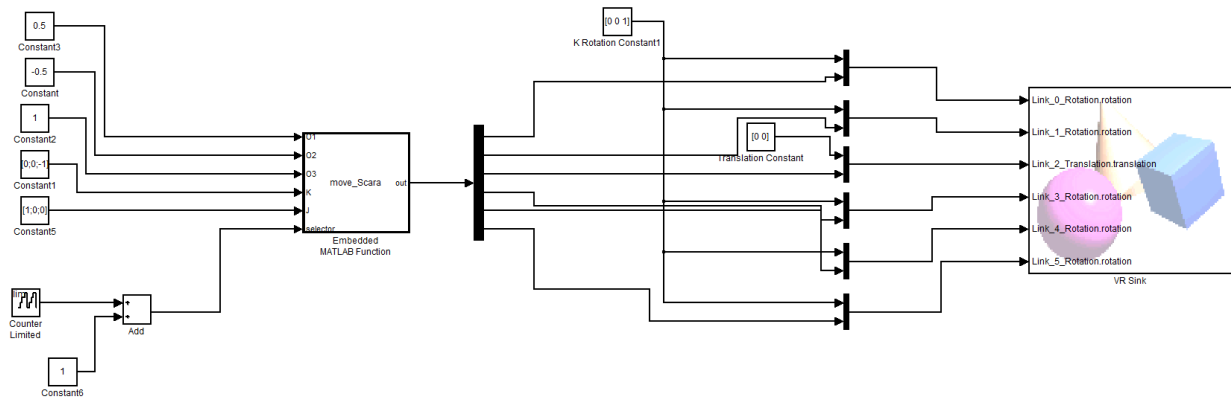 0.5
Constant3
-0.5
Constant
1
Constant2
[0;0;-1]
Constant1
[1;0;0]
Constant5
O1
O2
O3
K
J
selector
move_Scara
out
Embedded
MATLAB Function
lim
Counter
Limited
+
+
Add
1
Constant6
[0 0 1]
K Rotation Constant1
[0 0]
Translation Constant
Link_0_Rotation.rotation
Link_1_Rotation.rotation
Link_2_Translation.translation
Link_3_Rotation.rotation
Link_4_Rotation.rotation
Link_5_Rotation.rotation
VR Sink